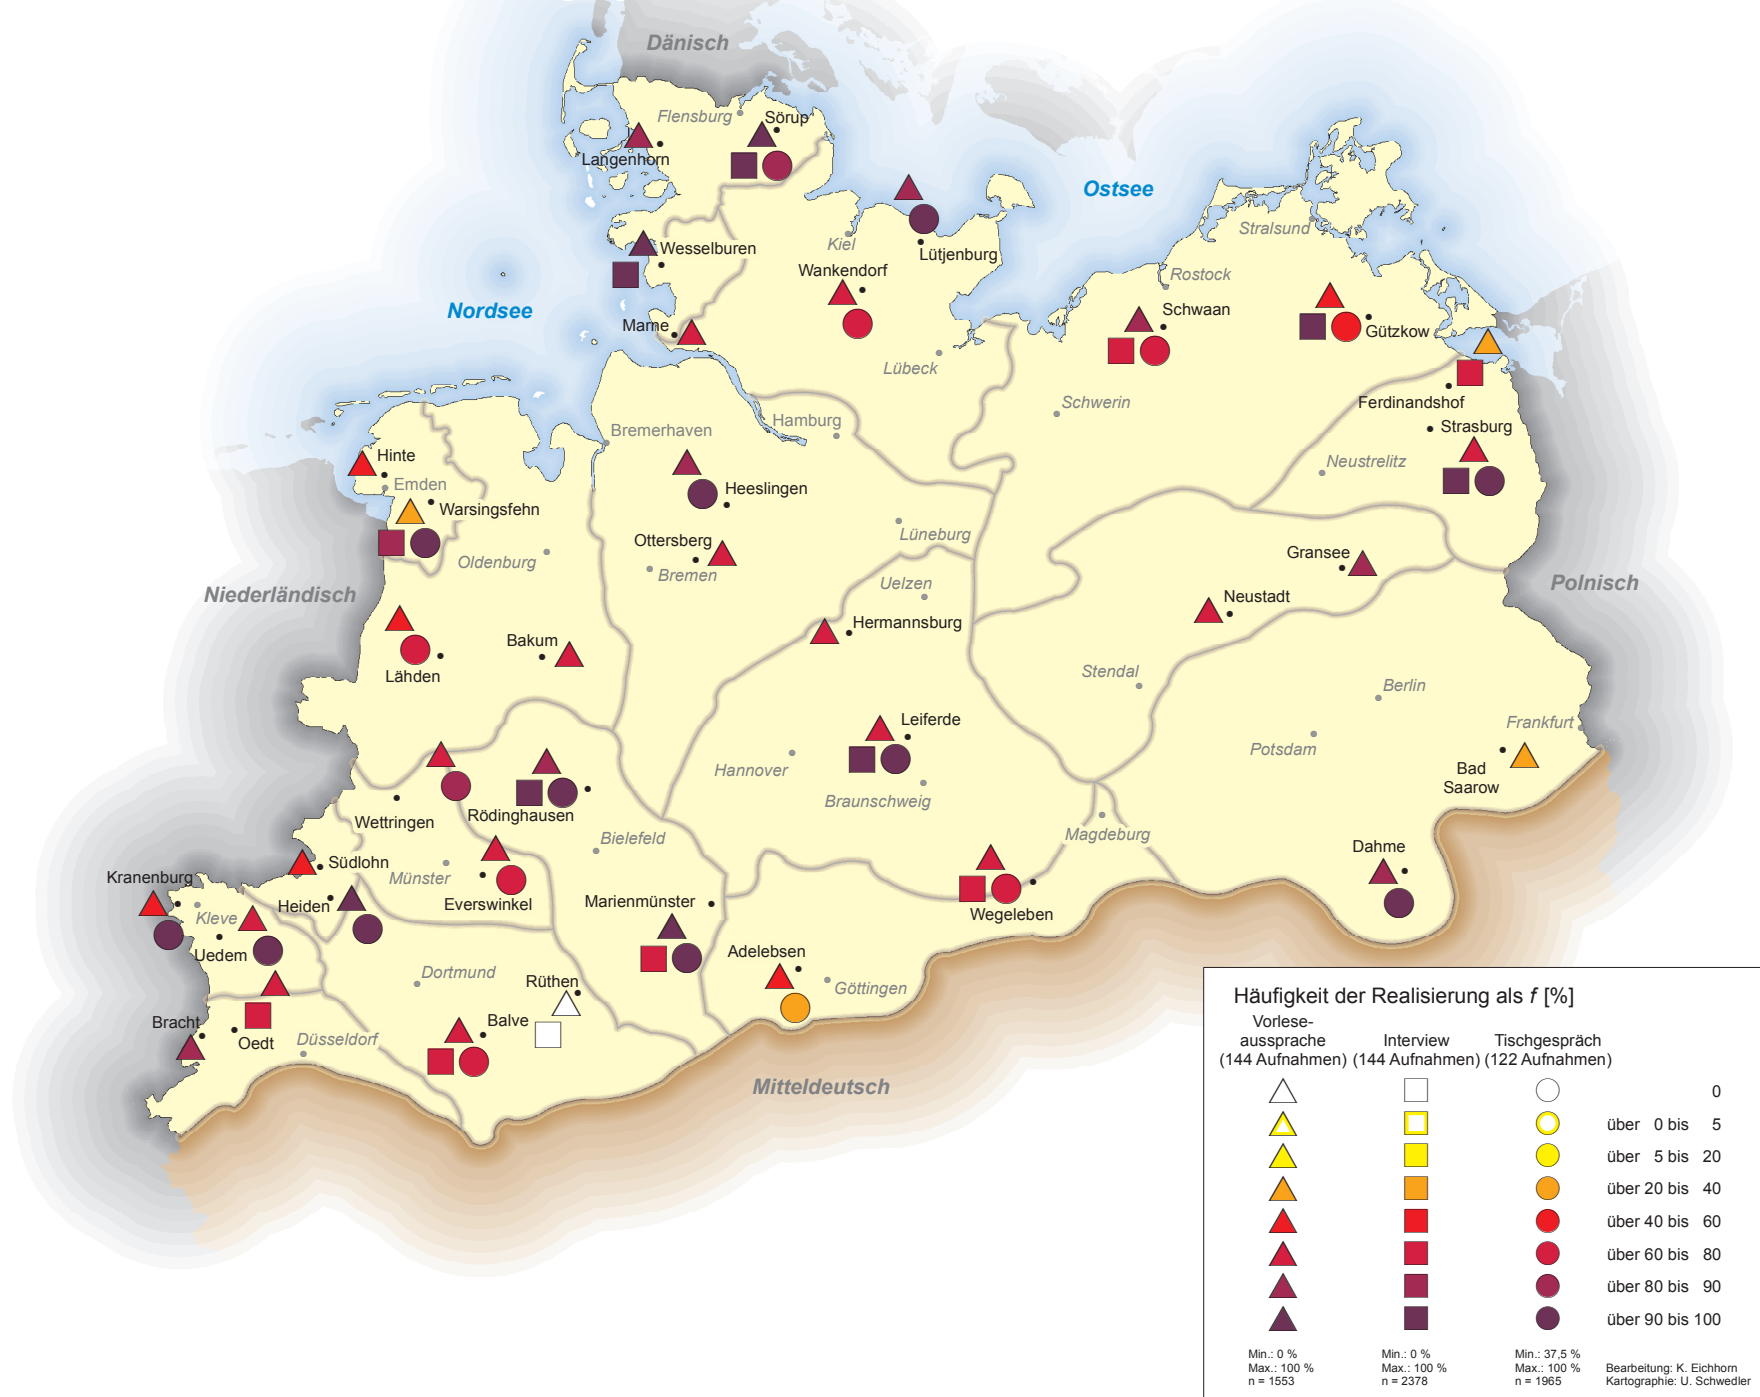 Dänisch
Flensburg
Sörup
Langenhorn
Ostsee
Stralsund
Kiel
Wesselburen
Lütjenburg
Wankendorf
Rostock
Nordsee
Schwaan
Marne
Gützkow
Lübeck
Schwerin
Ferdinandshof
Hamburg
Bremerhaven
Strasburg
Hinte
Neustrelitz
Emden
Heeslingen
Warsingsfehn
Lüneburg
Ottersberg
Gransee
Oldenburg
Bremen
Uelzen
Polnisch
Niederländisch
Neustadt
Hermannsburg
Bakum
Lähden
Stendal
Berlin
Leiferde
Frankfurt
Potsdam
Hannover
Bad
Saarow
Braunschweig
Rödinghausen
Wettringen
Magdeburg
Bielefeld
Dahme
Südlohn
Kranenburg
Münster
Everswinkel
Heiden
Marienmünster
Wegeleben
Kleve
Uedem
Adelebsen
Dortmund
Rüthen
Göttingen
Bracht
Balve
Oedt
Düsseldorf
Mitteldeutsch
Häufigkeit der Realisierung als f [%]
Vorlese-
aussprache
(144 Aufnahmen)
Interview
(144 Aufnahmen)
Tischgespräch
(122 Aufnahmen)
0
über 0 bis 5
über 5 bis 20
über 20 bis 40
über 40 bis 60
über 60 bis 80
über 80 bis 90
über 90 bis 100
Min.: 0 %
Max.: 100 %
n = 1553
Min.: 0 %
Max.: 100 %
n = 2378
Min.: 37,5 %
Max.: 100 %
n = 1965
Bearbeitung: K. Eichhorn
Kartographie: U. Schwedler